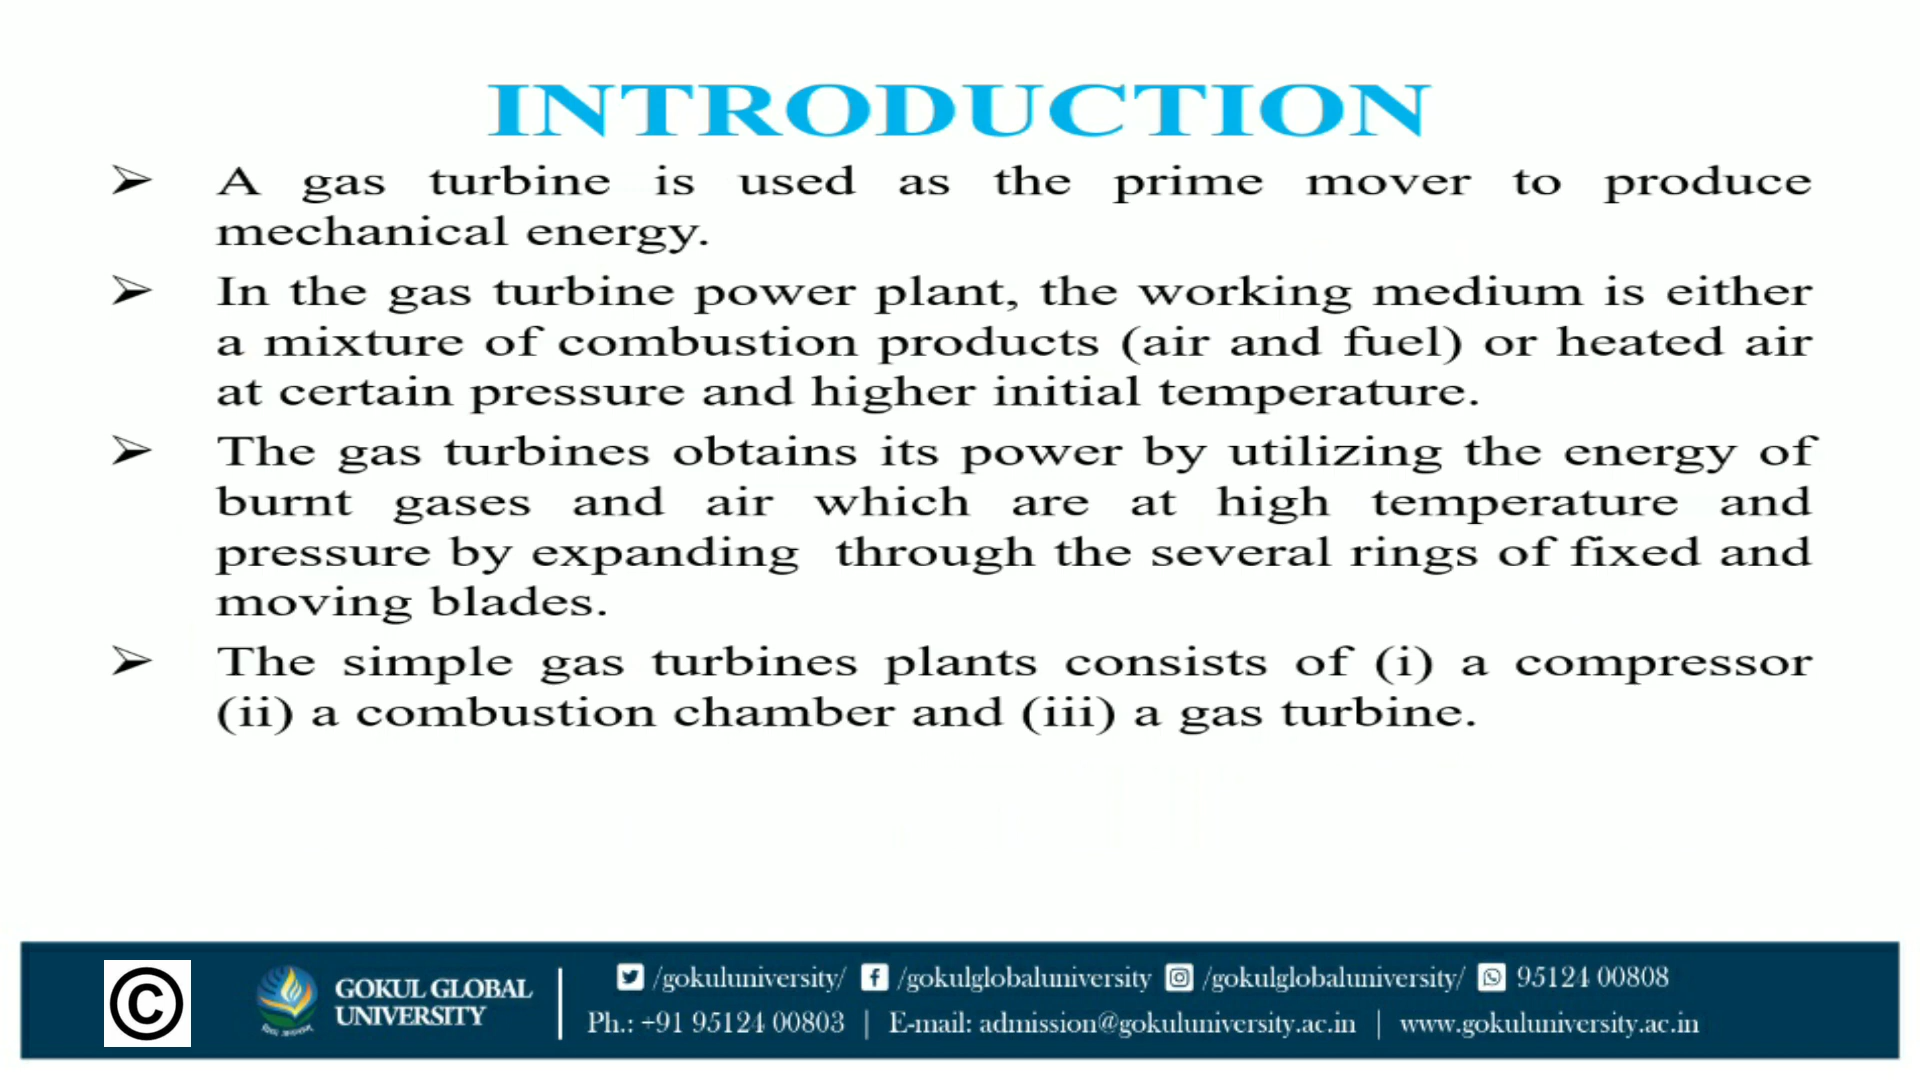 INTRODUCTION
➢ A gas turbine is used as the prime mover to produce
mechanical energy.
➢ In the gas turbine power plant, the working medium is either
a mixture of combustion products (air and fuel) or heated air
at certain pressure and higher initial temperature.
➢ The gas turbines obtains its power by utilizing the energy of
burnt gases and air which are at high temperature and
pressure by expanding through the several rings of fixed and
moving blades.
➢ The simple gas turbines plants consists of (i) a compressor
(ii) a combustion chamber and (iii) a gas turbine.
©
GOKUL GLOBAL
UNIVERSITY
/gokuluniversity/ /gokulglobaluniversity /gokulglobaluniversity/ 95124 00808
Ph.: +91 95124 00803 | E-mail: admission@gokuluniversity.ac.in | www.gokuluniversity.ac.in